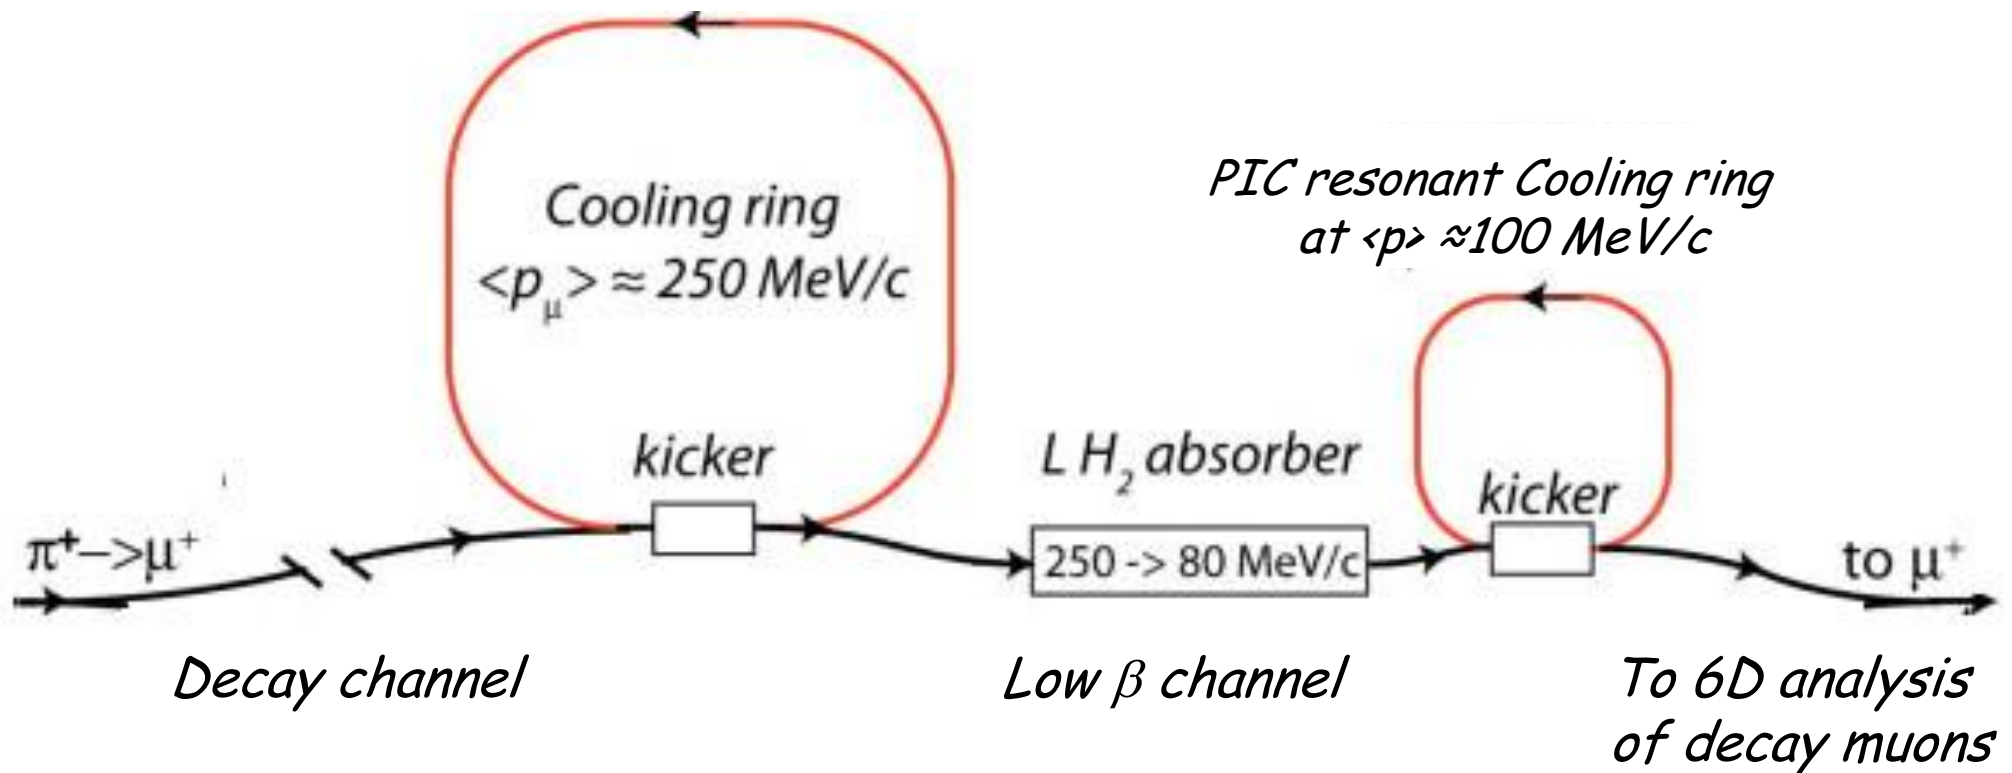 PIC resonant Cooling ring
at <p> ≈100 MeV/c
Cooling ring
<pμ> ≈ 250 MeV/c
kicker
L H₂ absorber
kicker
π⁺–>μ⁺
250 -> 80 MeV/c
to μ⁺
Decay channel
Low β channel
To 6D analysis
of decay muons